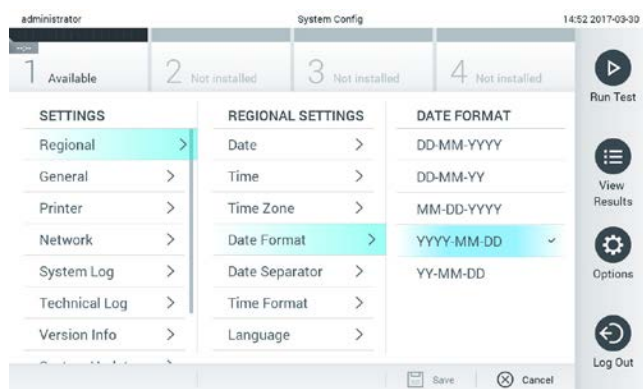 administrator System Config 14:52 2017-03-30
1 Available 2 Not installed 3 Not installed 4 Not installed
Run Test
SETTINGS REGIONAL SETTINGS DATE FORMAT
Regional > Date > DD-MM-YYYY
General > Time > DD-MM-YY
View
Results
Printer > Time Zone > MM-DD-YYYY
Network > Date Format > YYYY-MM-DD
System Log > Date Separator > YY-MM-DD
Options
Technical Log > Time Format >
Version Info > Language >
Save Cancel
Log Out